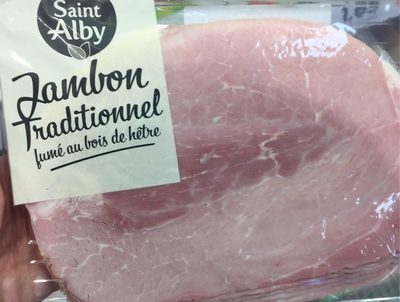 Saint
Alby
Jambon
Traditionnel
fumé au bois de hêtre